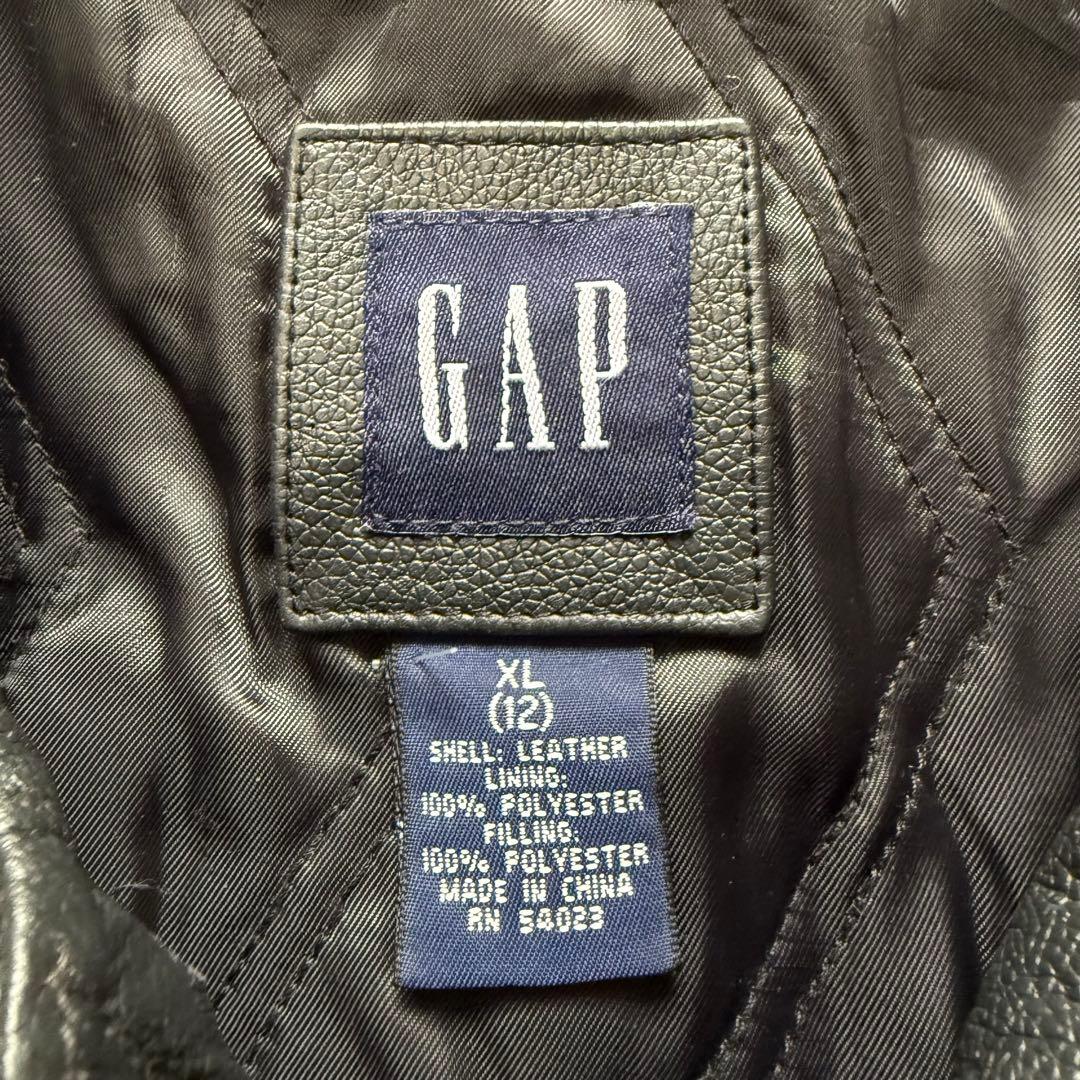 GAP
XL
(12)
SHELL: LEATHER
LINING:
100% POLYESTER
FILLING:
100% POLYESTER
MADE IN CHINA
RN 54023